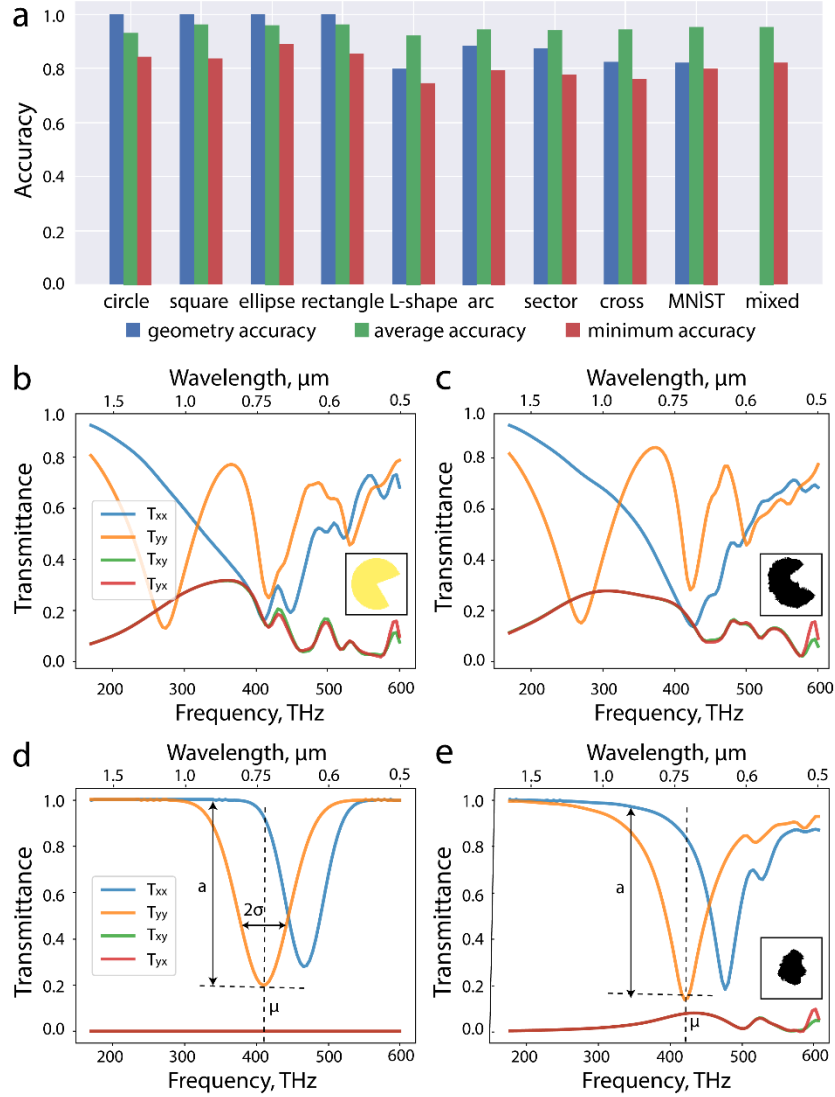 a
Accuracy
1.0
0.8
0.6
0.4
0.2
0.0
circle square ellipse rectangle L-shape arc sector cross MNIST mixed
geometry accuracy average accuracy minimum accuracy
b
Wavelength, μm
1.5 1.0 0.75 0.6 0.5
Transmittance
1.0
0.8
0.6
0.4
0.2
0.0
Txx
Tyy
Txy
Tyx
200 300 400 500 600
Frequency, THz
c
Wavelength, μm
1.5 1.0 0.75 0.6 0.5
Transmittance
1.0
0.8
0.6
0.4
0.2
0.0
200 300 400 500 600
Frequency, THz
d
Wavelength, μm
1.5 1.0 0.75 0.6 0.5
Transmittance
1.0
0.8
0.6
0.4
0.2
0.0
a
2σ
μ
Txx
Tyy
Txy
Tyx
200 300 400 500 600
Frequency, THz
e
Wavelength, μm
1.5 1.0 0.75 0.6 0.5
Transmittance
1.0
0.8
0.6
0.4
0.2
0.0
a
μ
200 300 400 500 600
Frequency, THz